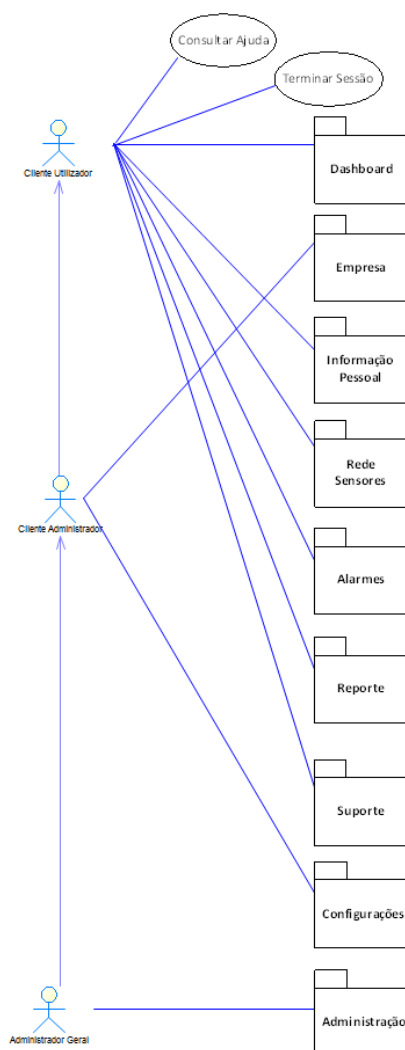 Consultar Ajuda
Terminar Sessão
Cliente Utilizador
Dashboard
Empresa
Informação
Pessoal
Rede
Sensores
Cliente Administrador
Alarmes
Reporte
Suporte
Configurações
Administrador Geral
Administração